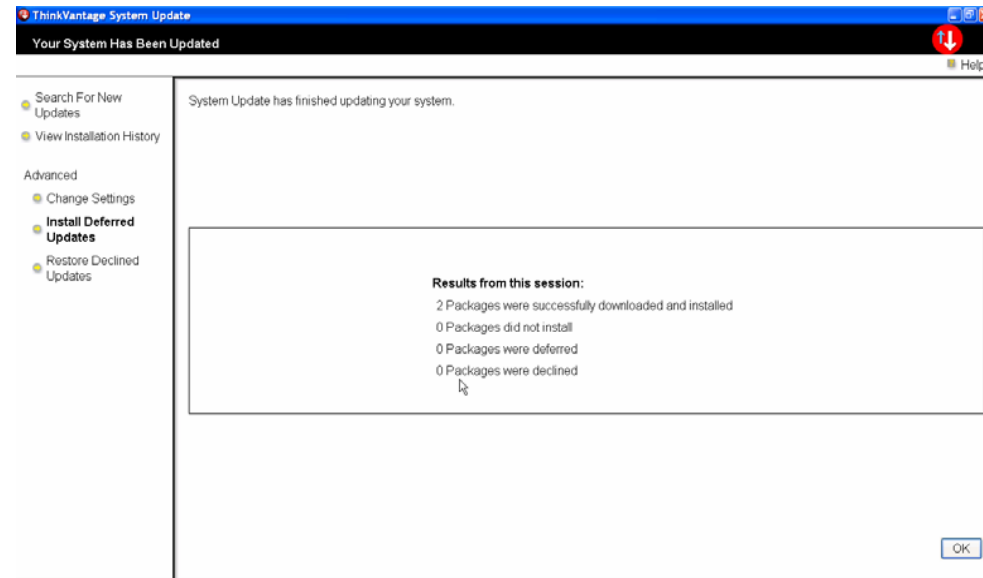 ThinkVantage System Update
Your System Has Been Updated
Help
Search For New
Updates
View Installation History
Advanced
Change Settings
Install Deferred
Updates
Restore Declined
Updates
System Update has finished updating your system.
Results from this session:
2 Packages were successfully downloaded and installed
0 Packages did not install
0 Packages were deferred
0 Packages were declined
OK